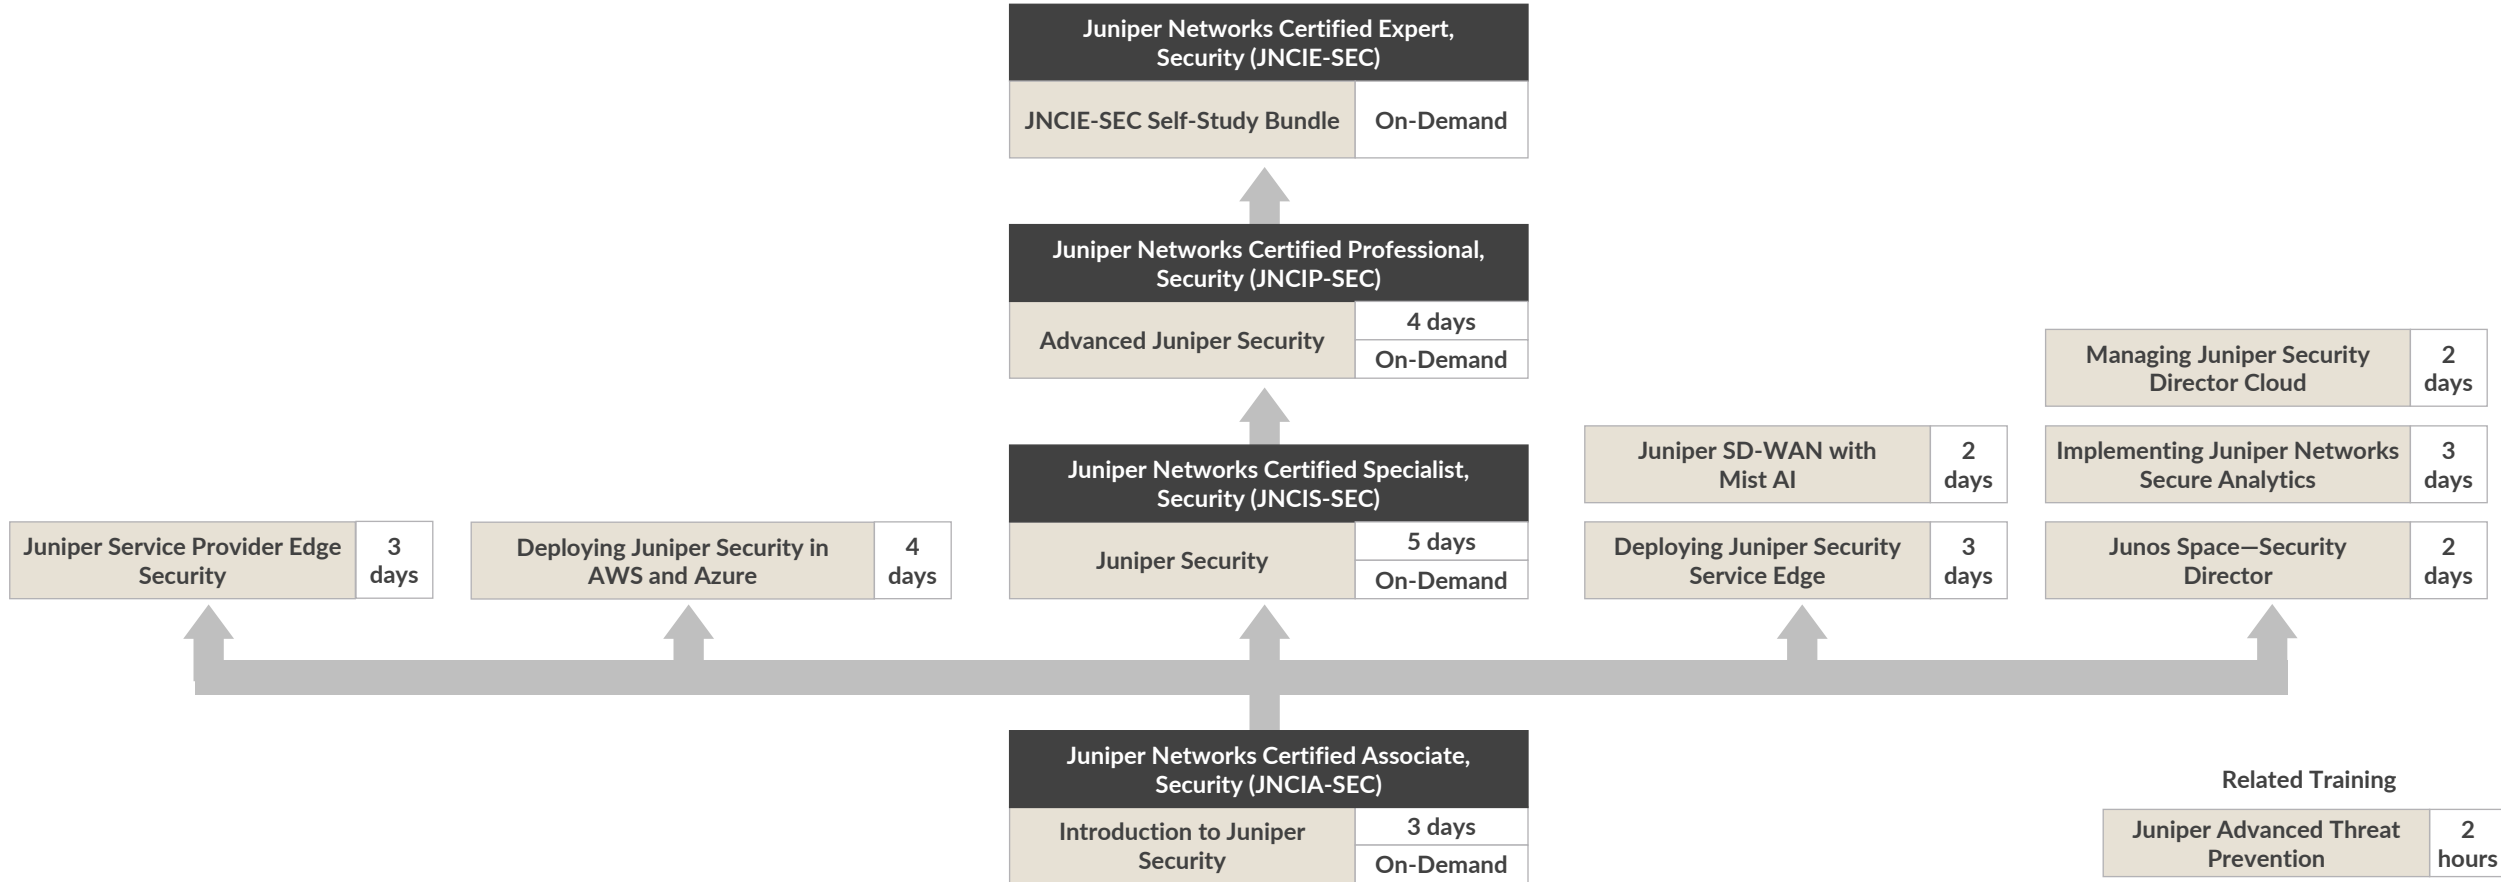 Juniper Networks Certified Expert,
Security (JNCIE-SEC)
JNCIE-SEC Self-Study Bundle
On-Demand
Juniper Networks Certified Professional,
Security (JNCIP-SEC)
Advanced Juniper Security
4 days
On-Demand
Managing Juniper Security
Director Cloud
2
days
Juniper Networks Certified Specialist,
Security (JNCIS-SEC)
Juniper Security
5 days
On-Demand
Juniper SD-WAN with
Mist AI
2
days
Implementing Juniper Networks
Secure Analytics
3
days
Juniper Service Provider Edge
Security
3
days
Deploying Juniper Security in
AWS and Azure
4
days
Deploying Juniper Security
Service Edge
3
days
Junos Space—Security
Director
2
days
Juniper Networks Certified Associate,
Security (JNCIA-SEC)
Introduction to Juniper
Security
3 days
On-Demand
Related Training
Juniper Advanced Threat
Prevention
2
hours